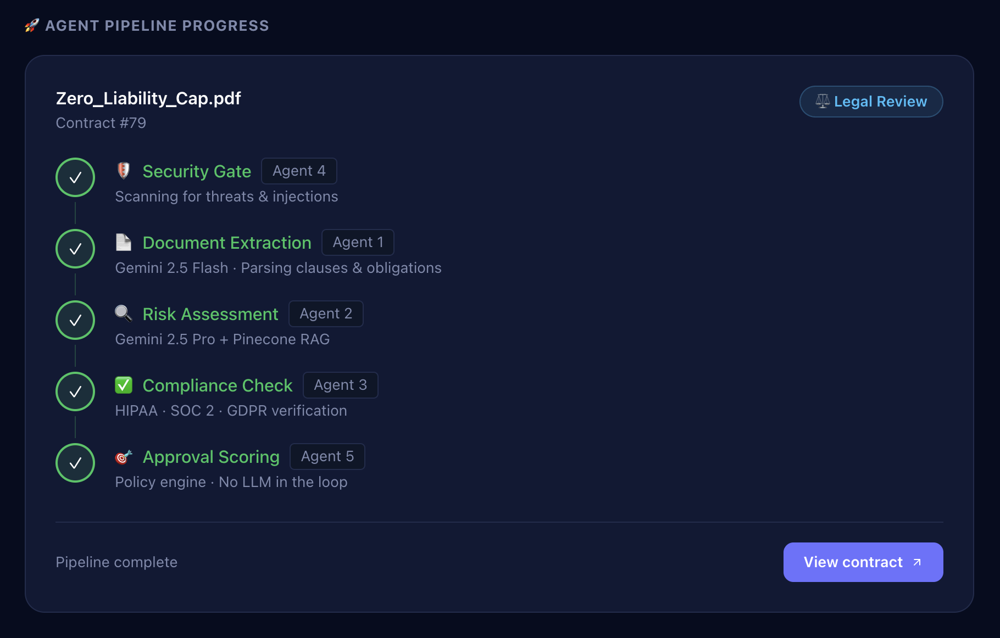 🚀 AGENT PIPELINE PROGRESS
Zero_Liability_Cap.pdf
⚖️ Legal Review
Contract #79
🛡️ Security Gate Agent 4
Scanning for threats & injections
📄 Document Extraction Agent 1
Gemini 2.5 Flash · Parsing clauses & obligations
🔍 Risk Assessment Agent 2
Gemini 2.5 Pro + Pinecone RAG
✅ Compliance Check Agent 3
HIPAA · SOC 2 · GDPR verification
🎯 Approval Scoring Agent 5
Policy engine · No LLM in the loop
Pipeline complete
View contract ↗